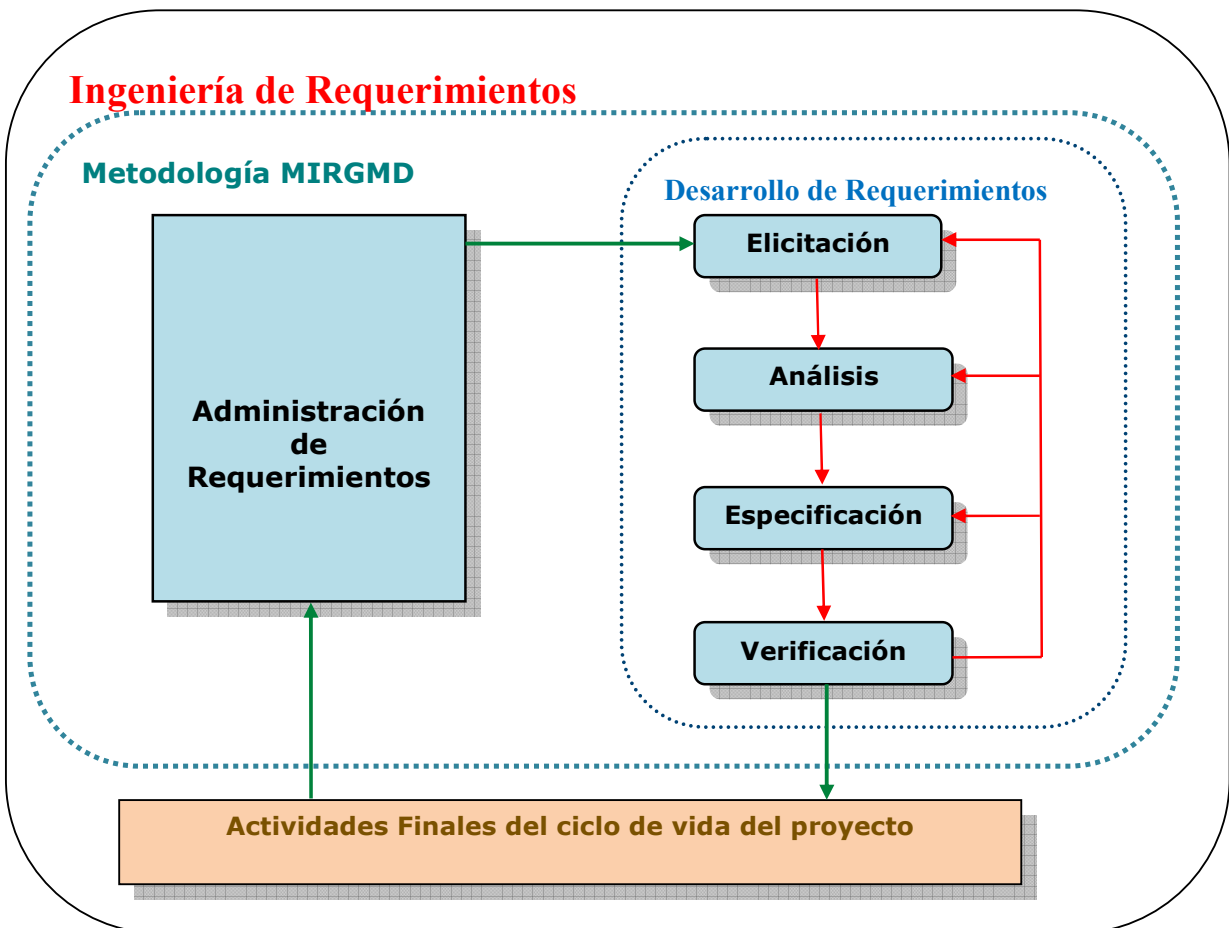 Ingeniería de Requerimientos
Metodología MIRGMD
Desarrollo de Requerimientos
Elicitación
Análisis
Administración
de
Requerimientos
Especificación
Verificación
Actividades Finales del ciclo de vida del proyecto